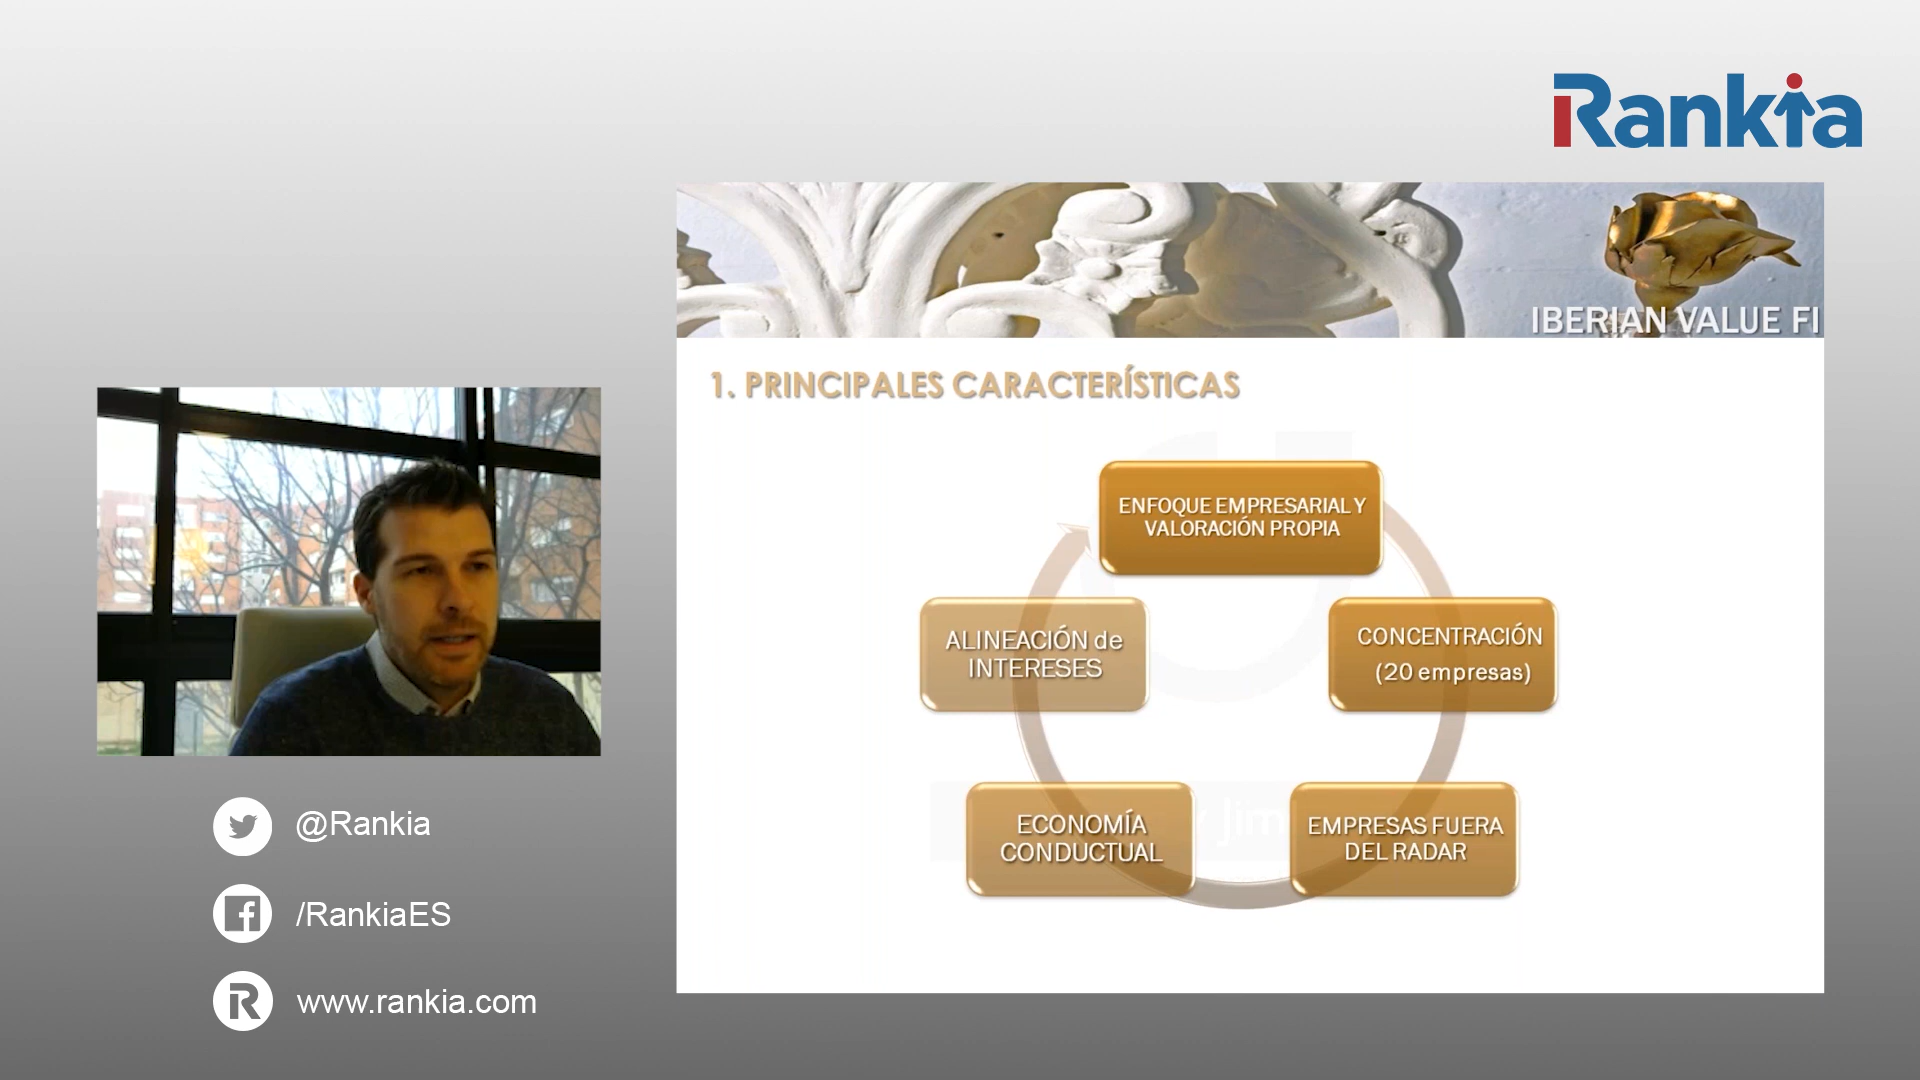 Rankia
IBERIAN VALUE FI
1. PRINCIPALES CARACTERÍSTICAS
ENFOQUE EMPRESARIAL Y
VALORACIÓN PROPIA
ALINEACIÓN de
INTERESES
CONCENTRACIÓN
(20 empresas)
ECONOMÍA
CONDUCTUAL
EMPRESAS FUERA
DEL RADAR
@Rankia
/RankiaES
www.rankia.com